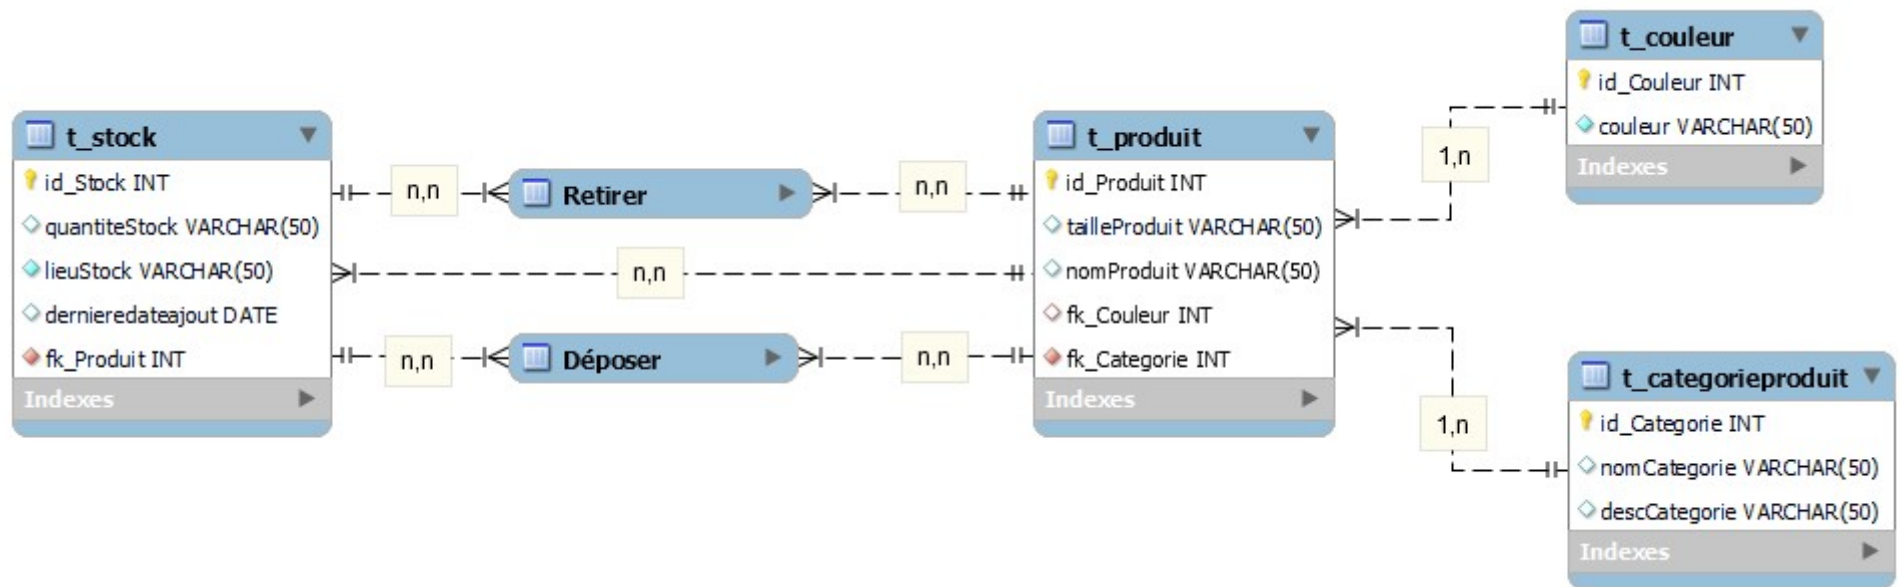 t_stock
id_Stock INT
quantiteStock VARCHAR(50)
lieuStock VARCHAR(50)
dernieredateajout DATE
fk_Produit INT
Indexes
n,n
Retirer
n,n
n,n
n,n
Déposer
n,n
t_produit
id_Produit INT
tailleProduit VARCHAR(50)
nomProduit VARCHAR(50)
fk_Couleur INT
fk_Categorie INT
Indexes
1,n
1,n
t_couleur
id_Couleur INT
couleur VARCHAR(50)
Indexes
t_categorieproduit
id_Categorie INT
nomCategorie VARCHAR(50)
descCategorie VARCHAR(50)
Indexes